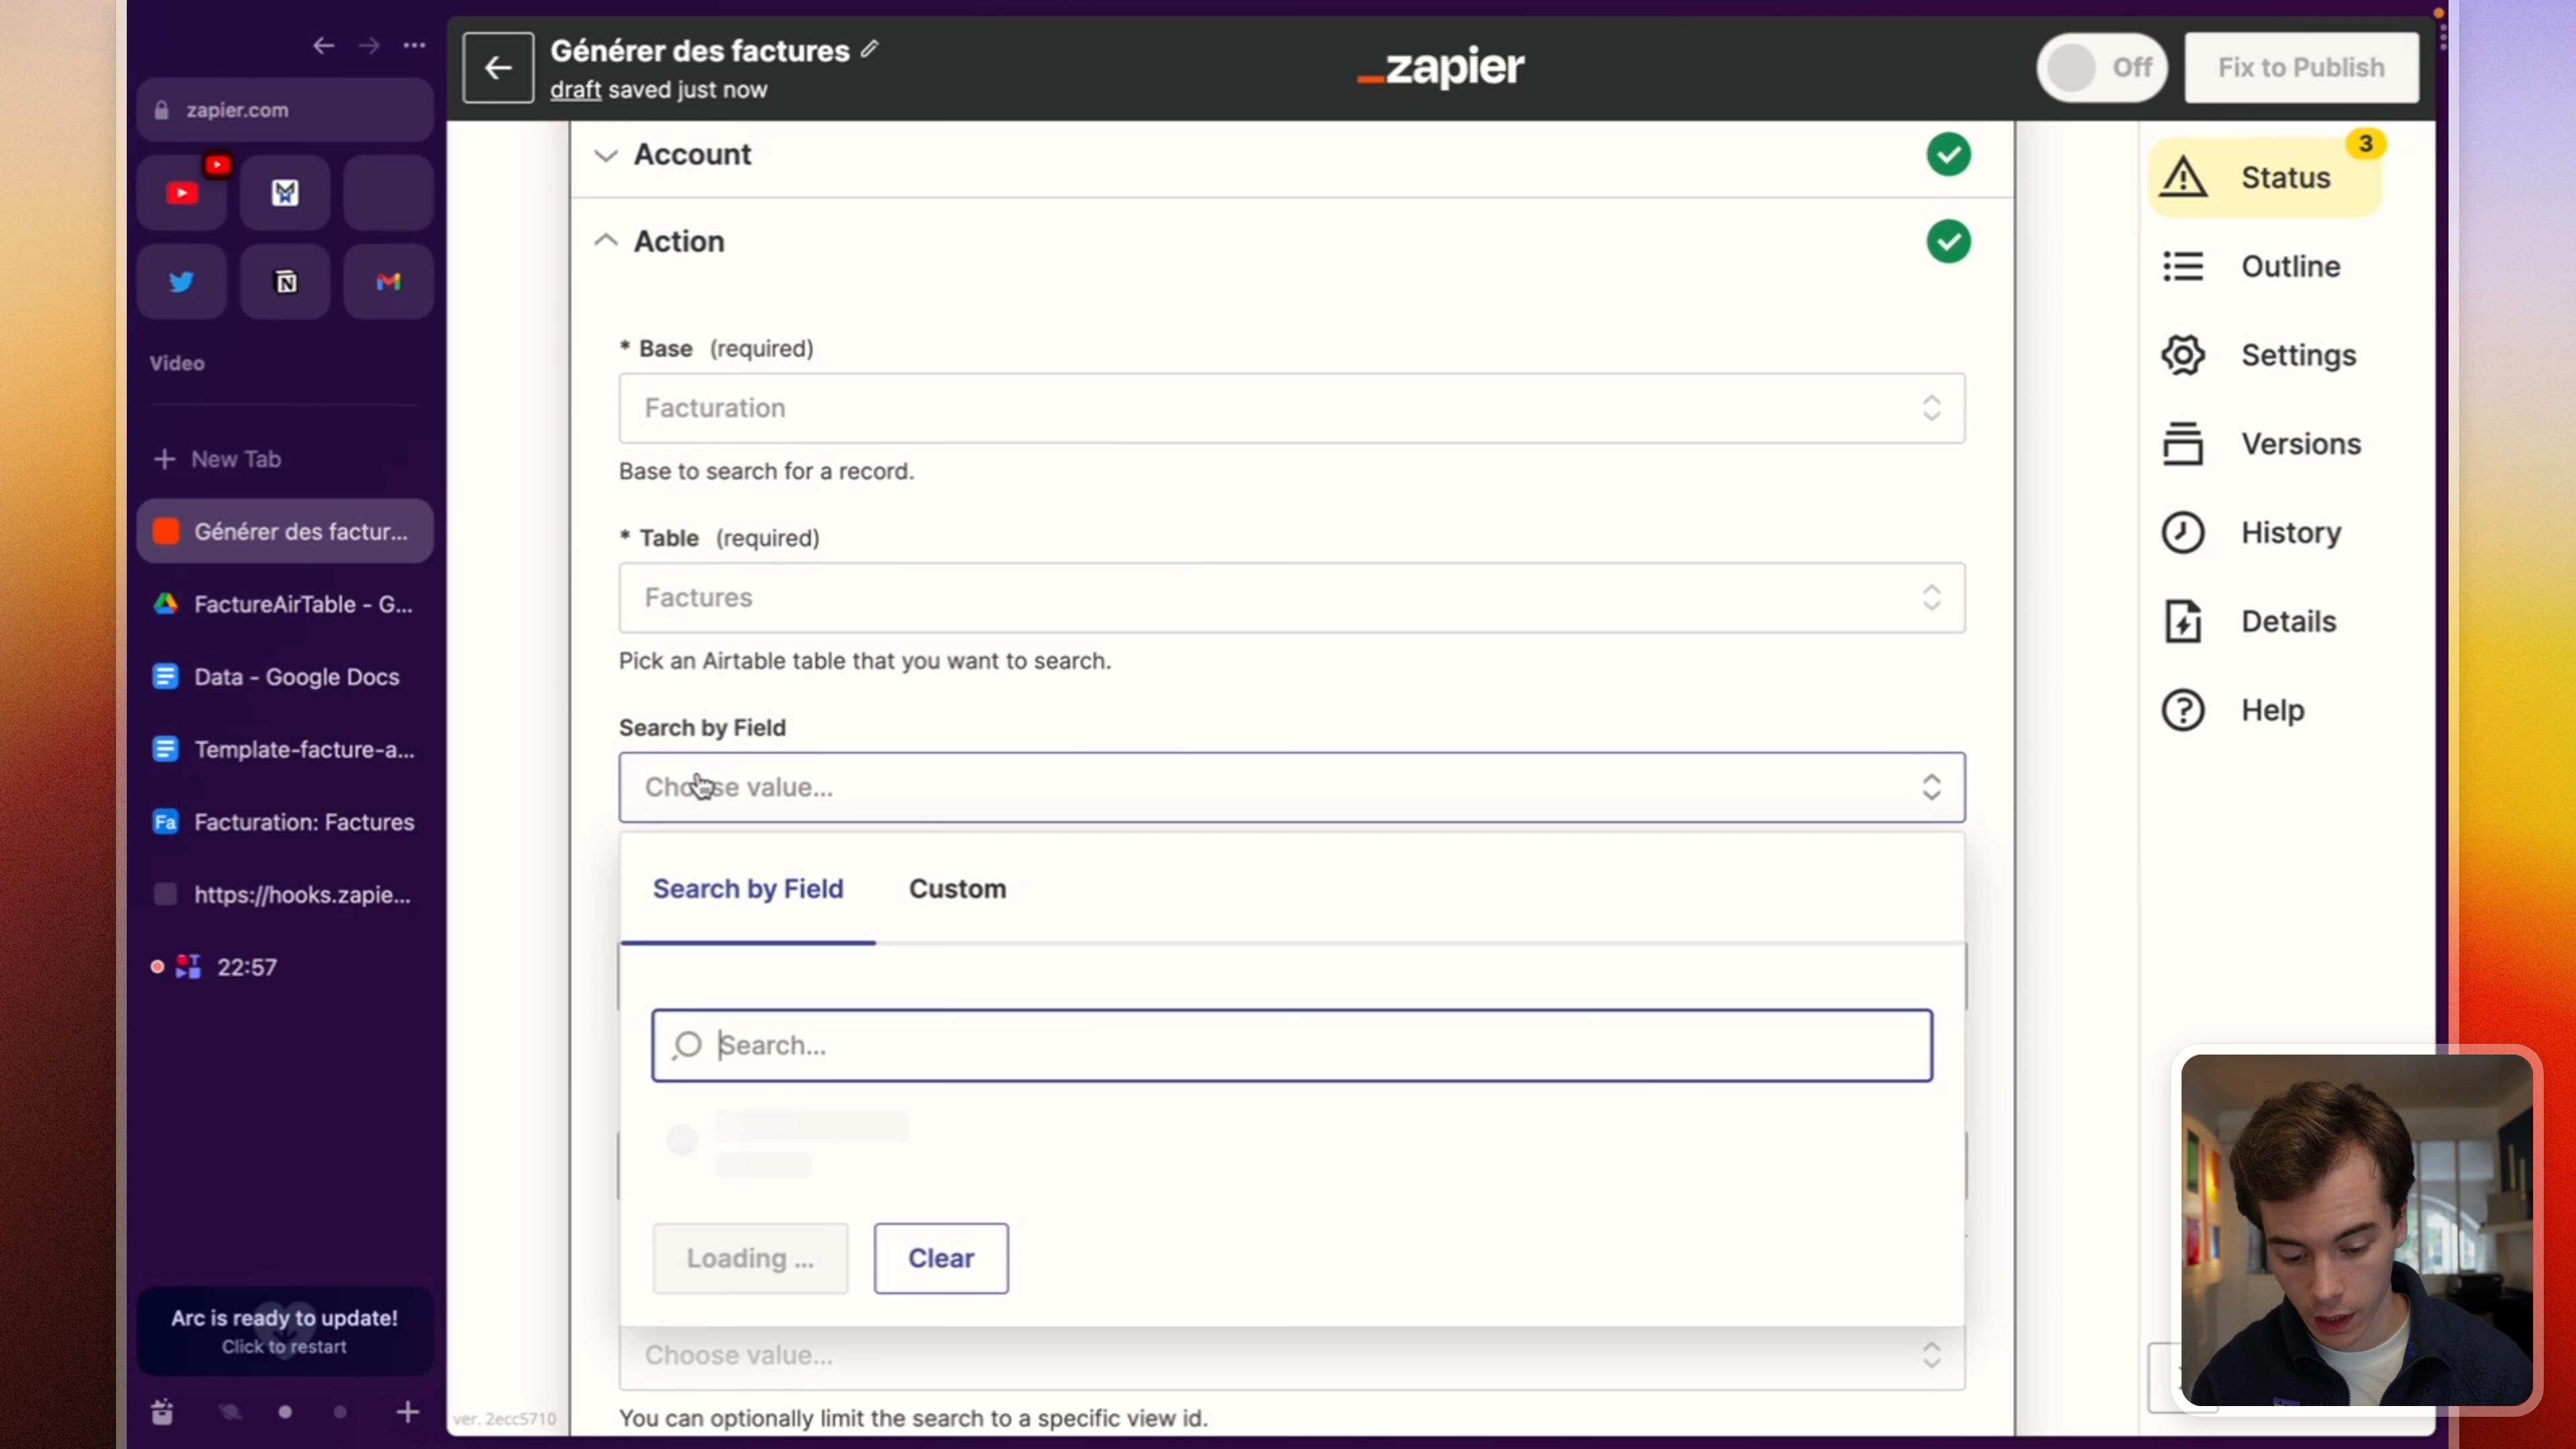 zapier.com
Video
New Tab
Générer des factur...
FactureAirTable - G...
Data - Google Docs
Template-facture-a...
Fa
Facturation: Factures
https://hooks.zapie...
22:57
Arc is ready to update!
Click to restart
Générer des factures
draft saved just now
_zapier
Off
Fix to Publish
Account
Action
* Base (required)
Facturation
Base to search for a record.
* Table (required)
Factures
Pick an Airtable table that you want to search.
Search by Field
Choose value...
Search by Field
Custom
Search...
Loading ...
Clear
Choose value...
You can optionally limit the search to a specific view id.
ver. 2ecc5710
3
Status
Outline
Settings
Versions
History
Details
Help